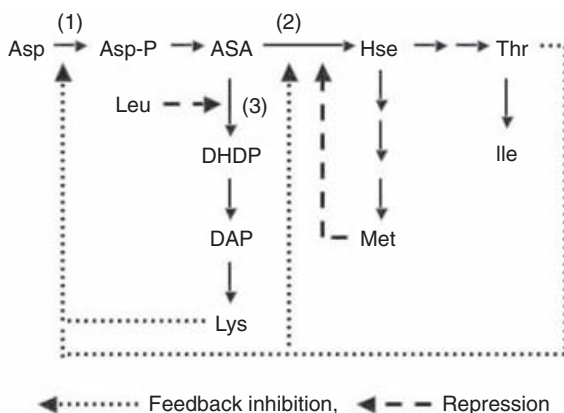 (1) (2)
Asp Asp-P ASA Hse Thr
Leu (3)
DHDP Ile
DAP Met
Lys
Feedback inhibition, Repression